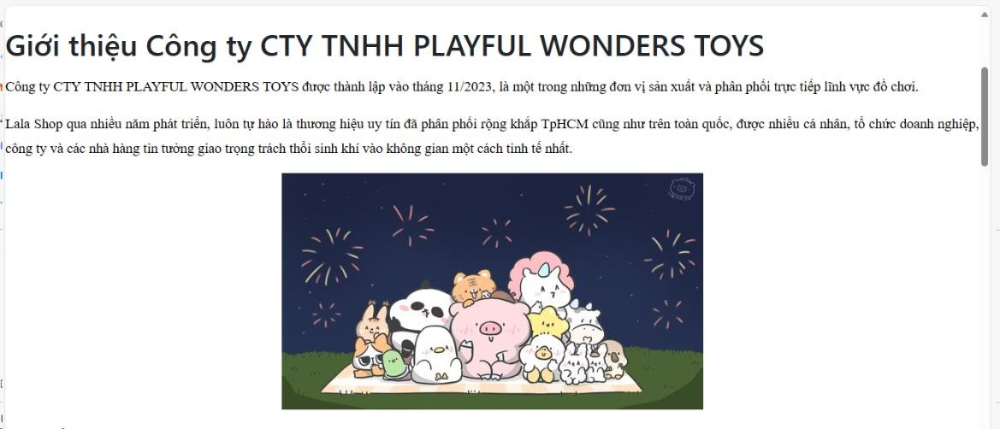 Giới thiệu Công ty CTY TNHH PLAYFUL WONDERS TOYS
Công ty CTY TNHH PLAYFUL WONDERS TOYS được thành lập vào tháng 11/2023, là một trong những đơn vị sản xuất và phân phối trực tiếp lĩnh vực đồ chơi.
Lala Shop qua nhiều năm phát triển, luôn tự hào là thương hiệu uy tín đã phân phối rộng khắp TpHCM cũng như trên toàn quốc, được nhiều cá nhân, tổ chức doanh nghiệp,
công ty và các nhà hàng tin tưởng giao trọng trách thổi sinh khí vào không gian một cách tinh tế nhất.